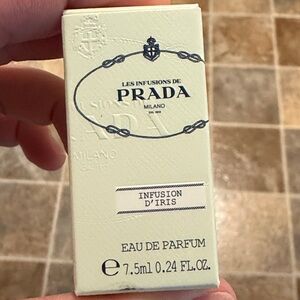 LES INFUSIONS DE
PRADA
MILANO
INFUSION
D'IRIS
EAU DE PARFUM
e 7.5ml 0.24 FL.OZ.